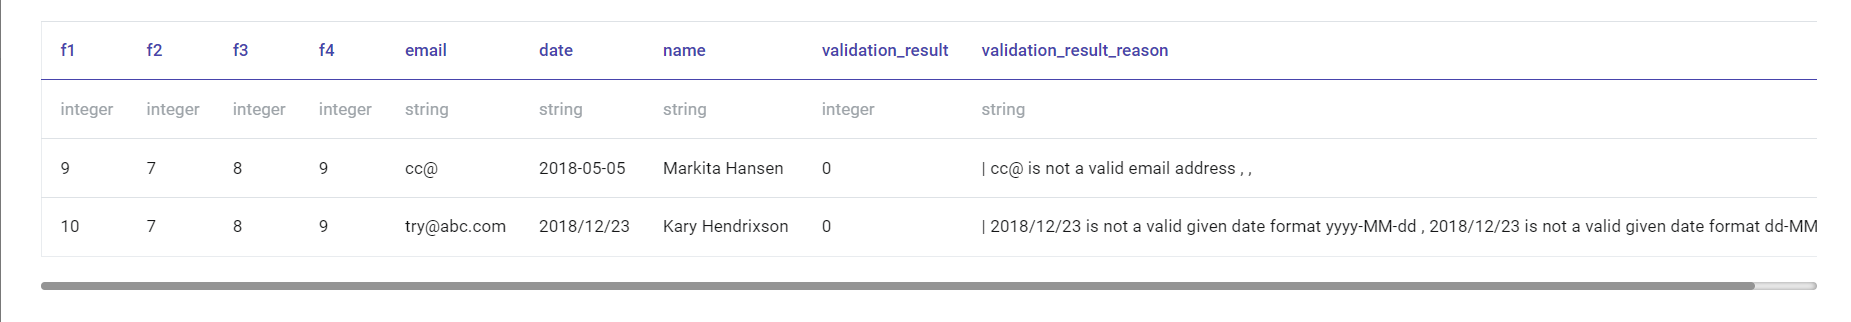 f1 f2 f3 f4 email date name validation_result validation_result_reason
integer integer integer integer string string string integer string
9 7 8 9 cc@ 2018-05-05 Markita Hansen 0 | cc@ is not a valid email address , ,
10 7 8 9 try@abc.com 2018/12/23 Kary Hendrixson 0 | 2018/12/23 is not a valid given date format yyyy-MM-dd , 2018/12/23 is not a valid given date format dd-MM